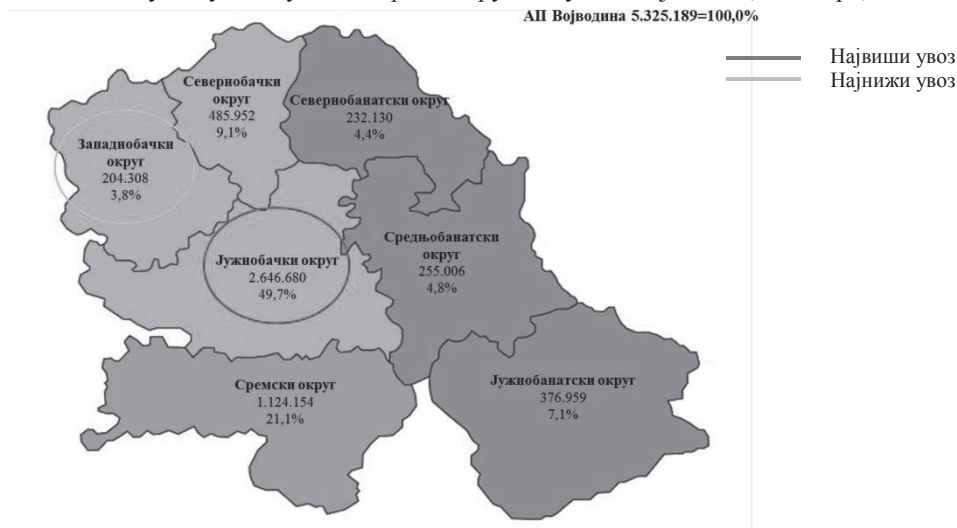 АП Војводина 5.325.189=100,0%
Највиши увоз
Најнижи увоз
Севернобачки
округ
485.952
9,1%
Севернобанатски округ
232.130
4,4%
Западнобачки
округ
204.308
3,8%
Јужнобачки округ
2.646.680
49,7%
Средњобанатски
округ
255.006
4,8%
Сремски округ
1.124.154
21,1%
Јужнобанатски округ
376.959
7,1%